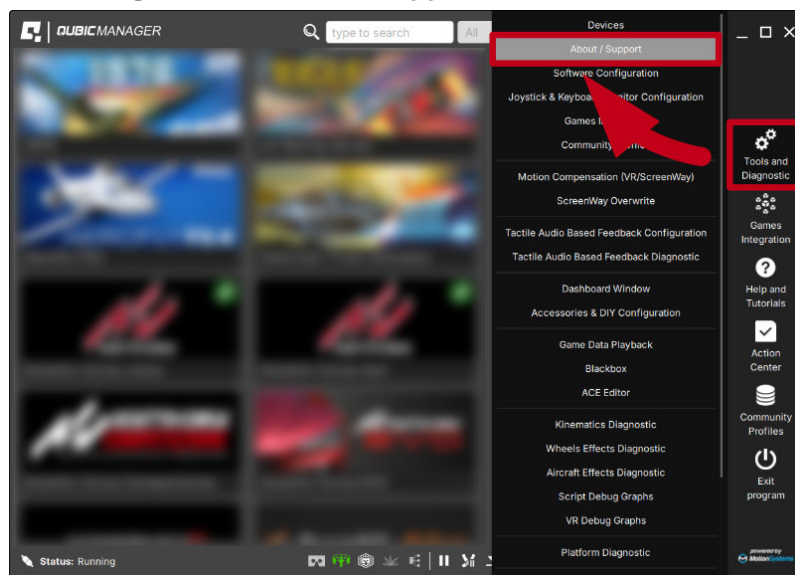 QUBIC MANAGER
type to search
All
Devices
About / Support
Software Configuration
Joystick & Keyboard
itor Configuration
Games I
Community
Motion Compensation (VR/ScreenWay)
ScreenWay Overwrite
Tactile Audio Based Feedback Configuration
Tactile Audio Based Feedback Diagnostic
Dashboard Window
Accessories & DIY Configuration
Game Data Playback
Blackbox
ACE Editor
Kinematics Diagnostic
Wheels Effects Diagnostic
Aircraft Effects Diagnostic
Script Debug Graphs
VR Debug Graphs
Platform Diagnostic
Tools and
Diagnostic
Games
Integration
Help and
Tutorials
Action
Center
Community
Profiles
Exit
program
powered by
MotionSystems
Status: Running